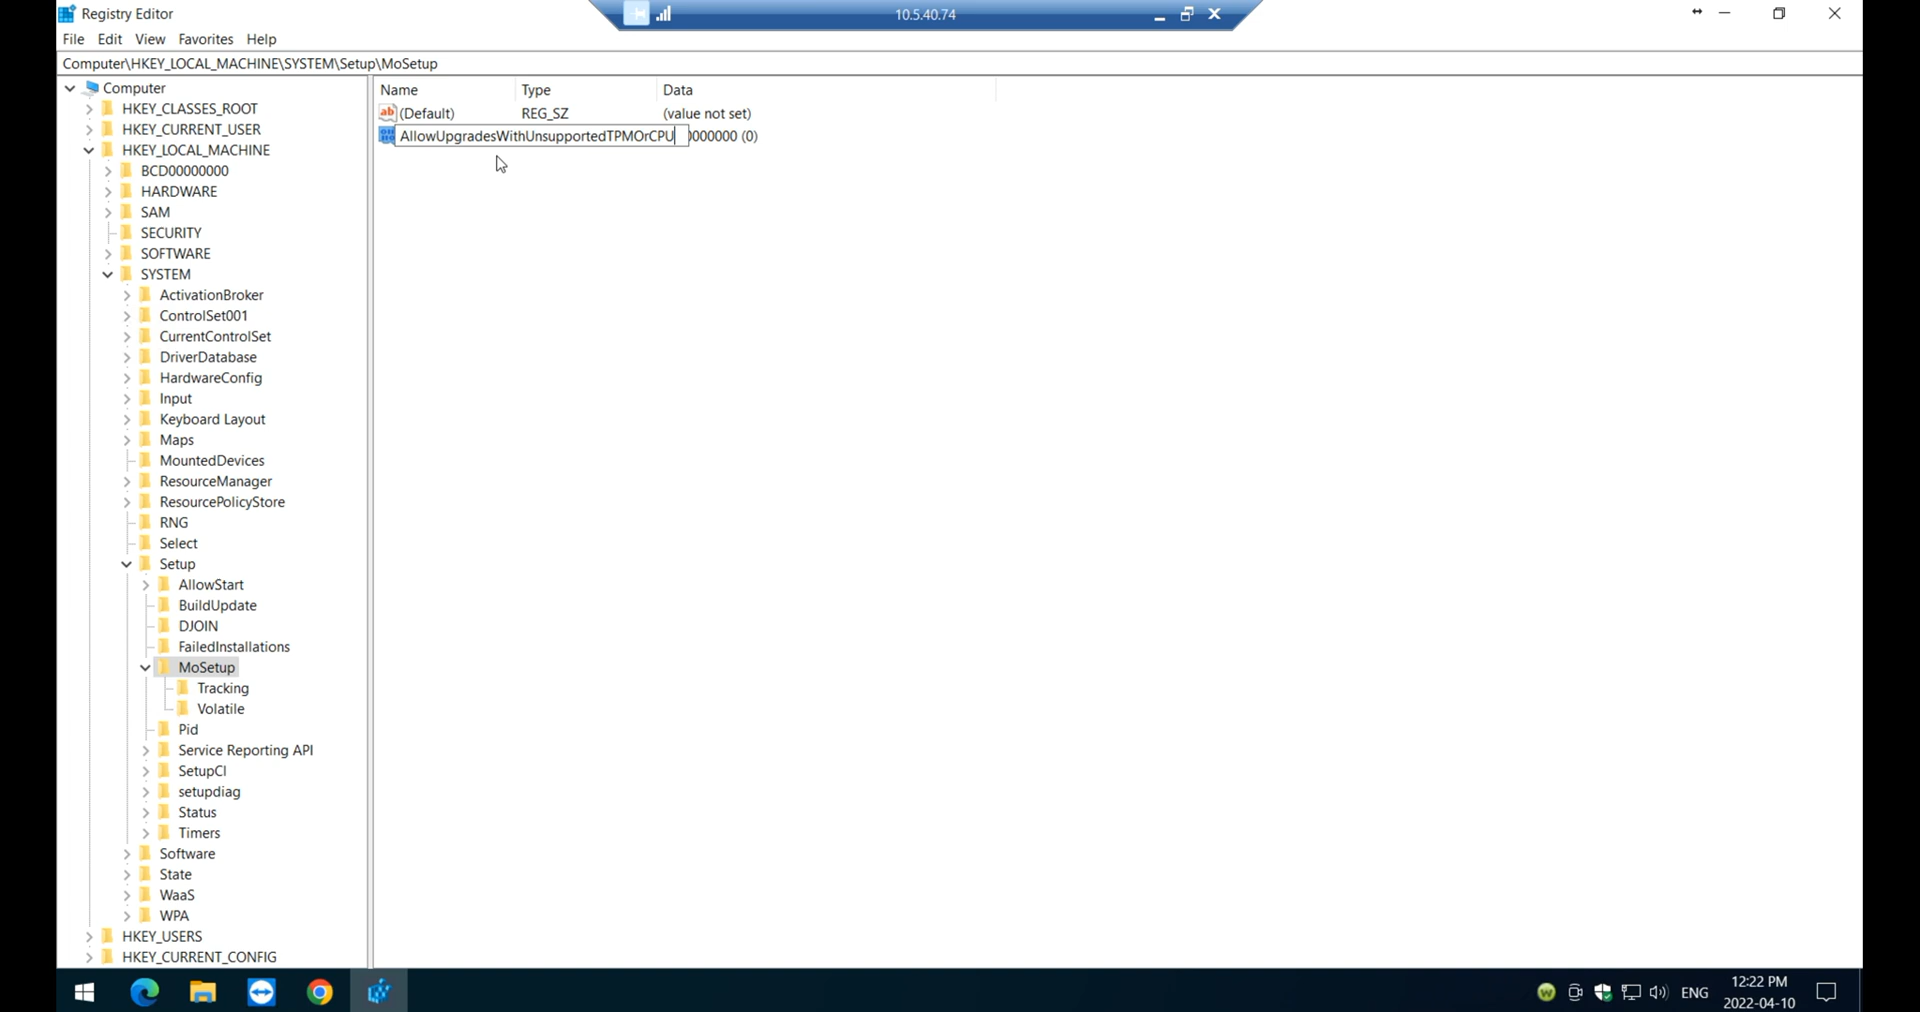 Registry Editor
10.5.40.74
File Edit View Favorites Help
Computer\HKEY_LOCAL_MACHINE\SYSTEM\Setup\MoSetup
Computer
HKEY_CLASSES_ROOT
HKEY_CURRENT_USER
HKEY_LOCAL_MACHINE
BCD00000000
HARDWARE
SAM
SECURITY
SOFTWARE
SYSTEM
ActivationBroker
ControlSet001
CurrentControlSet
DriverDatabase
HardwareConfig
Input
Keyboard Layout
Maps
MountedDevices
ResourceManager
ResourcePolicyStore
RNG
Select
Setup
AllowStart
BuildUpdate
DJOIN
FailedInstallations
MoSetup
Tracking
Volatile
Pid
Service Reporting API
SetupCI
setupdiag
Status
Timers
Software
State
WaaS
WPA
HKEY_USERS
HKEY_CURRENT_CONFIG
Name Type Data
(Default) REG_SZ (value not set)
AllowUpgradesWithUnsupportedTPMOrCPU 0000000 (0)
ENG
12:22 PM
2022-04-10